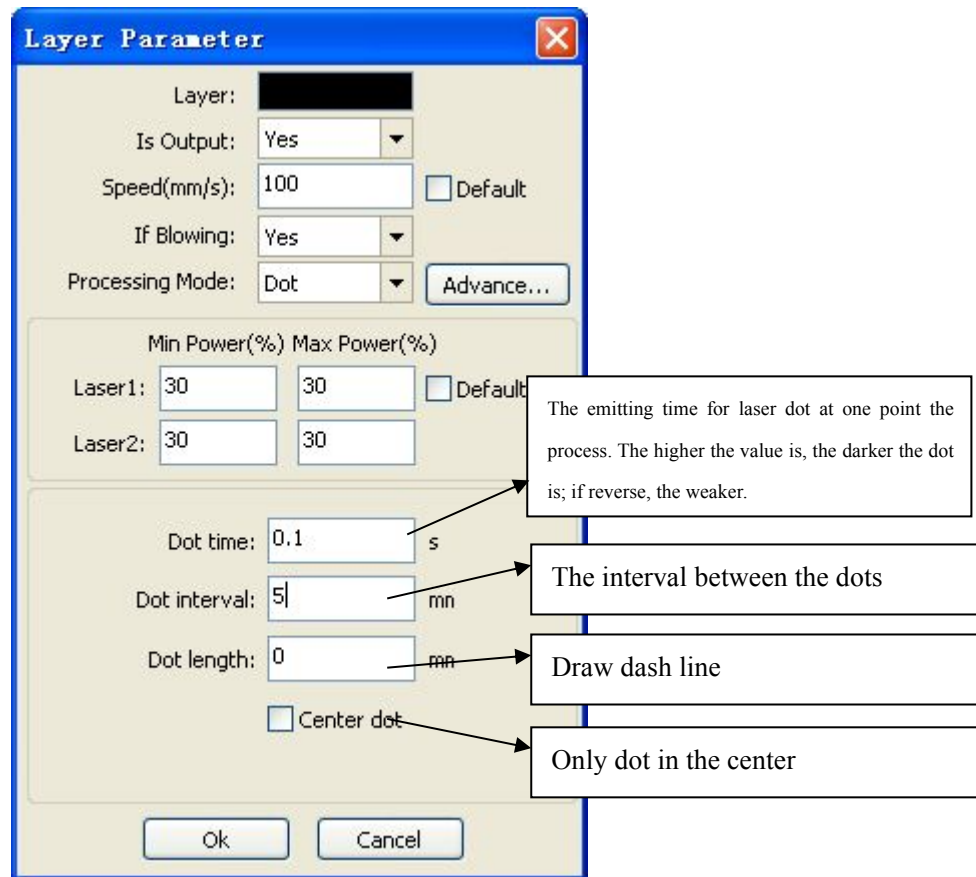 Layer Parameter
Layer:
Is Output: Yes
Speed(mm/s): 100 Default
If Blowing: Yes
Processing Mode: Dot Advance...
Min Power(%) Max Power(%)
Laser1: 30 30 Default
Laser2: 30 30
The emitting time for laser dot at one point the
process. The higher the value is, the darker the dot
is; if reverse, the weaker.
Dot time: 0.1 s
The interval between the dots
Dot interval: 5 mn
Dot length: 0 mn
Draw dash line
Center dot
Only dot in the center
Ok Cancel